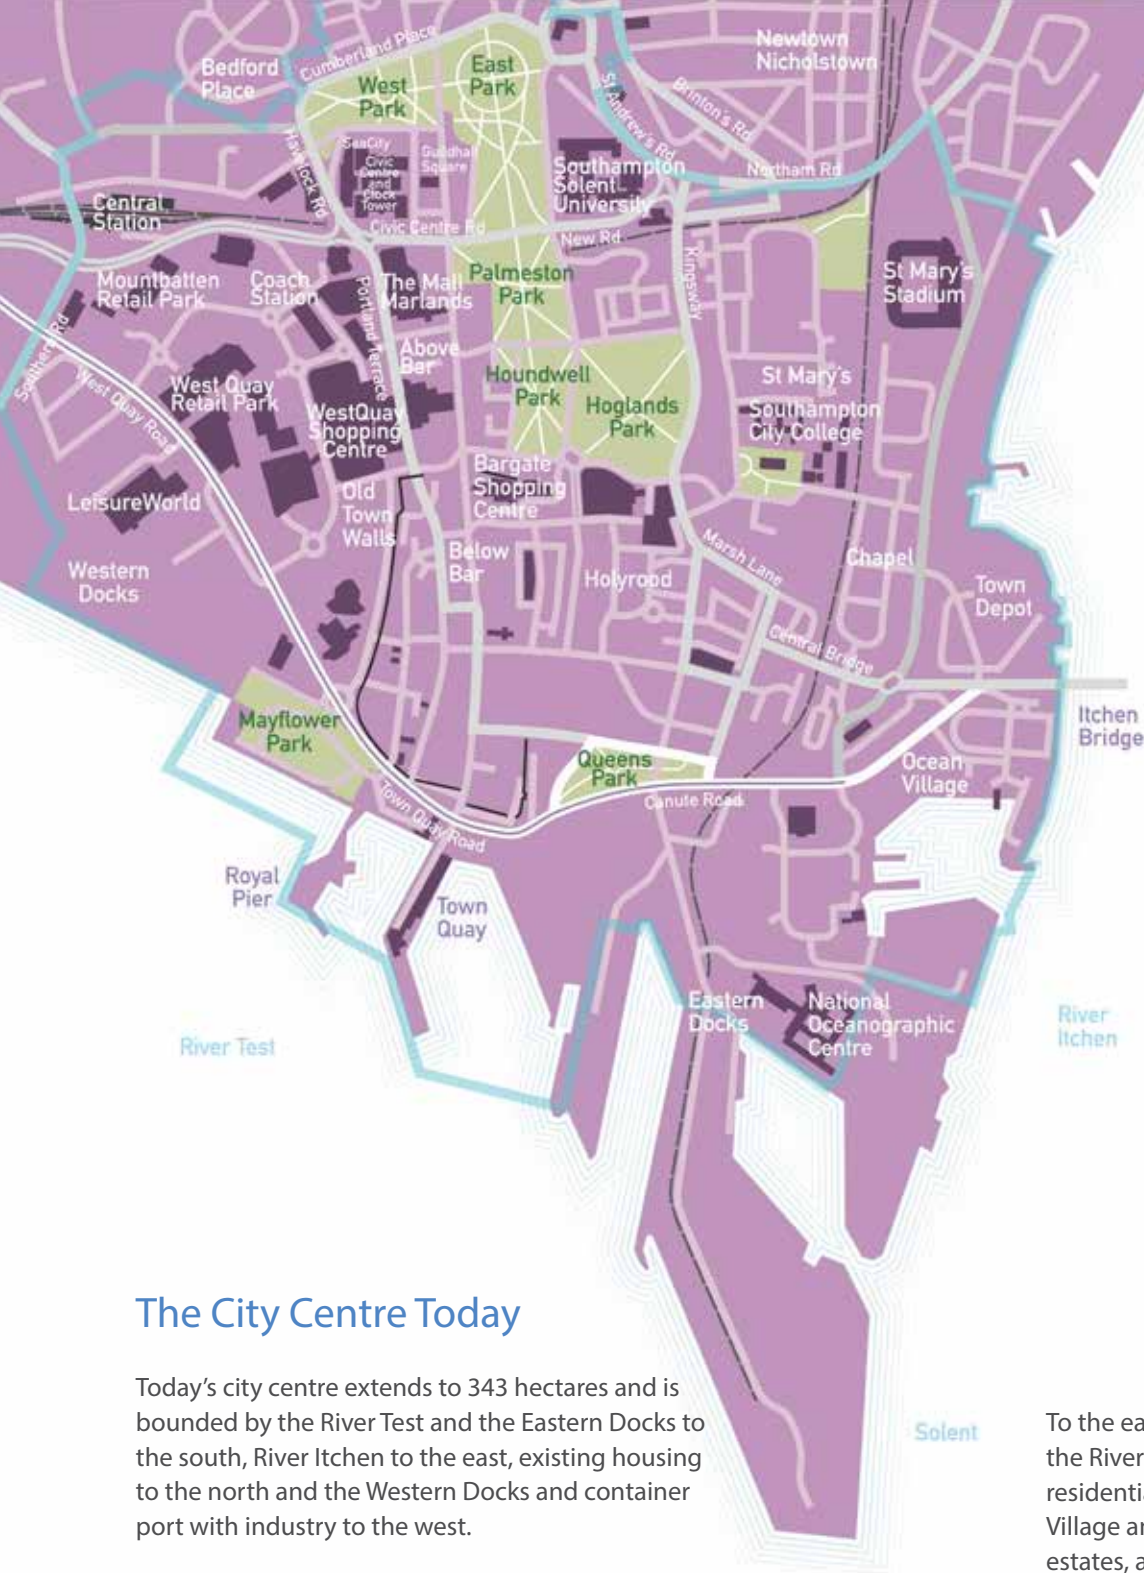 Newtown
Nicholstown
Bedford
Place
Cumberland Place
East
Park
West
Park
St Andrew's Rd
Brinton's Rd
Havelock Rd
SeaCity
Civic
Centre
and
Clock
Tower
Guildhall
Square
Southampton
Solent
University
Northam Rd
Central
Station
Civic Centre Rd
New Rd
Kingsway
Mountbatten
Retail Park
Coach
Station
Portland Terrace
The Mall
Marlands
Palmeston
Park
St Mary's
Stadium
Southern Rd
West Quay Road
Above
Bar
West Quay
Retail Park
WestQuay
Shopping
Centre
Houndwell
Park
Hoglands
Park
St Mary's
Southampton
City College
LeisureWorld
Old
Town
Walls
Bargate
Shopping
Centre
Western
Docks
Below
Bar
Holyrood
Marsh Lane
Chapel
Town
Depot
Central Bridge
Mayflower
Park
Queens
Park
Itchen
Bridge
Ocean
Village
Canute Road
Town Quay Road
Royal
Pier
Town
Quay
Eastern
Docks
National
Oceanographic
Centre
River
Itchen
River Test
Solent
The City Centre Today
Today's city centre extends to 343 hectares and is
bounded by the River Test and the Eastern Docks to
the south, River Itchen to the east, existing housing
to the north and the Western Docks and container
port with industry to the west.
To the ea
the River
residentia
Village an
estates, a